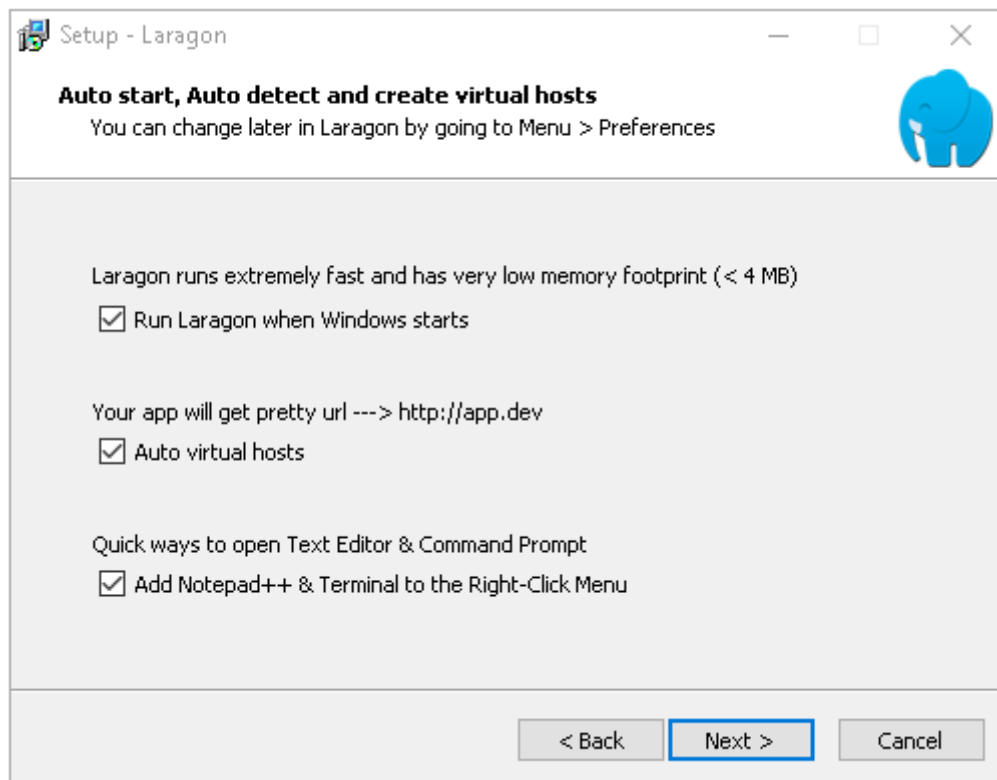 Setup - Laragon
Auto start, Auto detect and create virtual hosts
You can change later in Laragon by going to Menu > Preferences
Laragon runs extremely fast and has very low memory footprint (< 4 MB)
Run Laragon when Windows starts
Your app will get pretty url ---> http://app.dev
Auto virtual hosts
Quick ways to open Text Editor & Command Prompt
Add Notepad++ & Terminal to the Right-Click Menu
< Back Next > Cancel